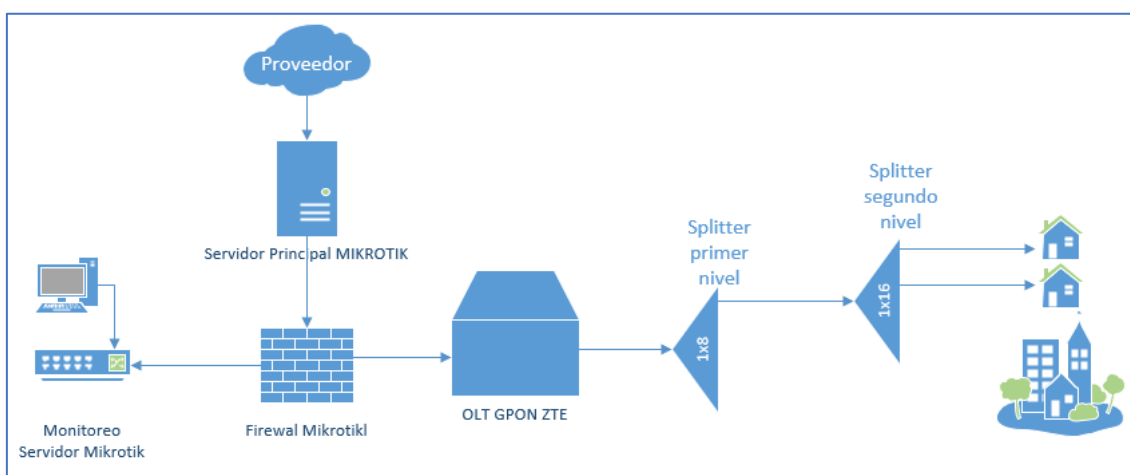 Proveedor
Servidor Principal MIKROTIK
Splitter
primer
nivel
Splitter
segundo
nivel
1x8
1x16
OLT GPON ZTE
Firewal Mikrotikl
Monitoreo
Servidor Mikrotik